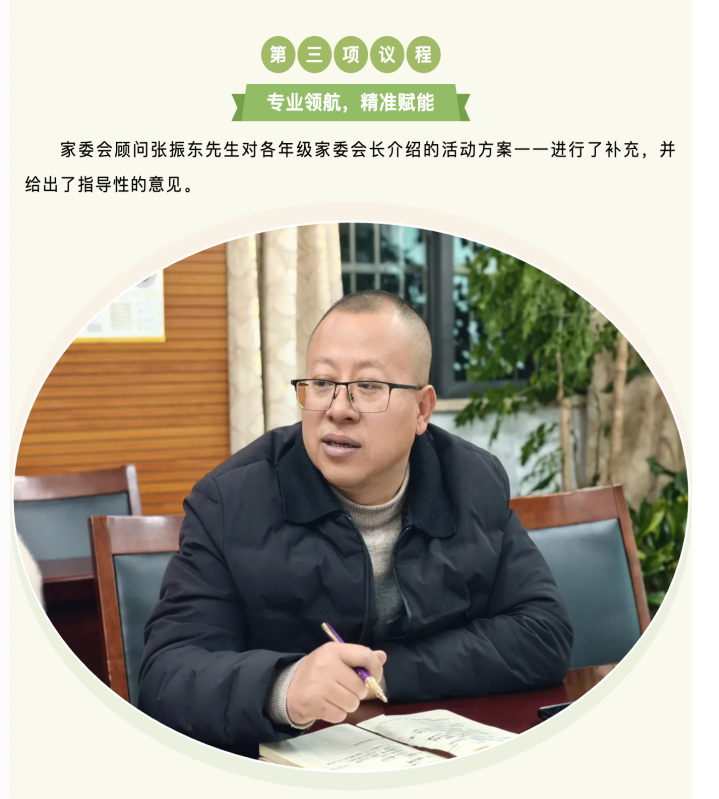 第三项议程
专业领航，精准赋能
家委会顾问张振东先生对各年级家委会长介绍的活动方案一一进行了补充，并
给出了指导性的意见。